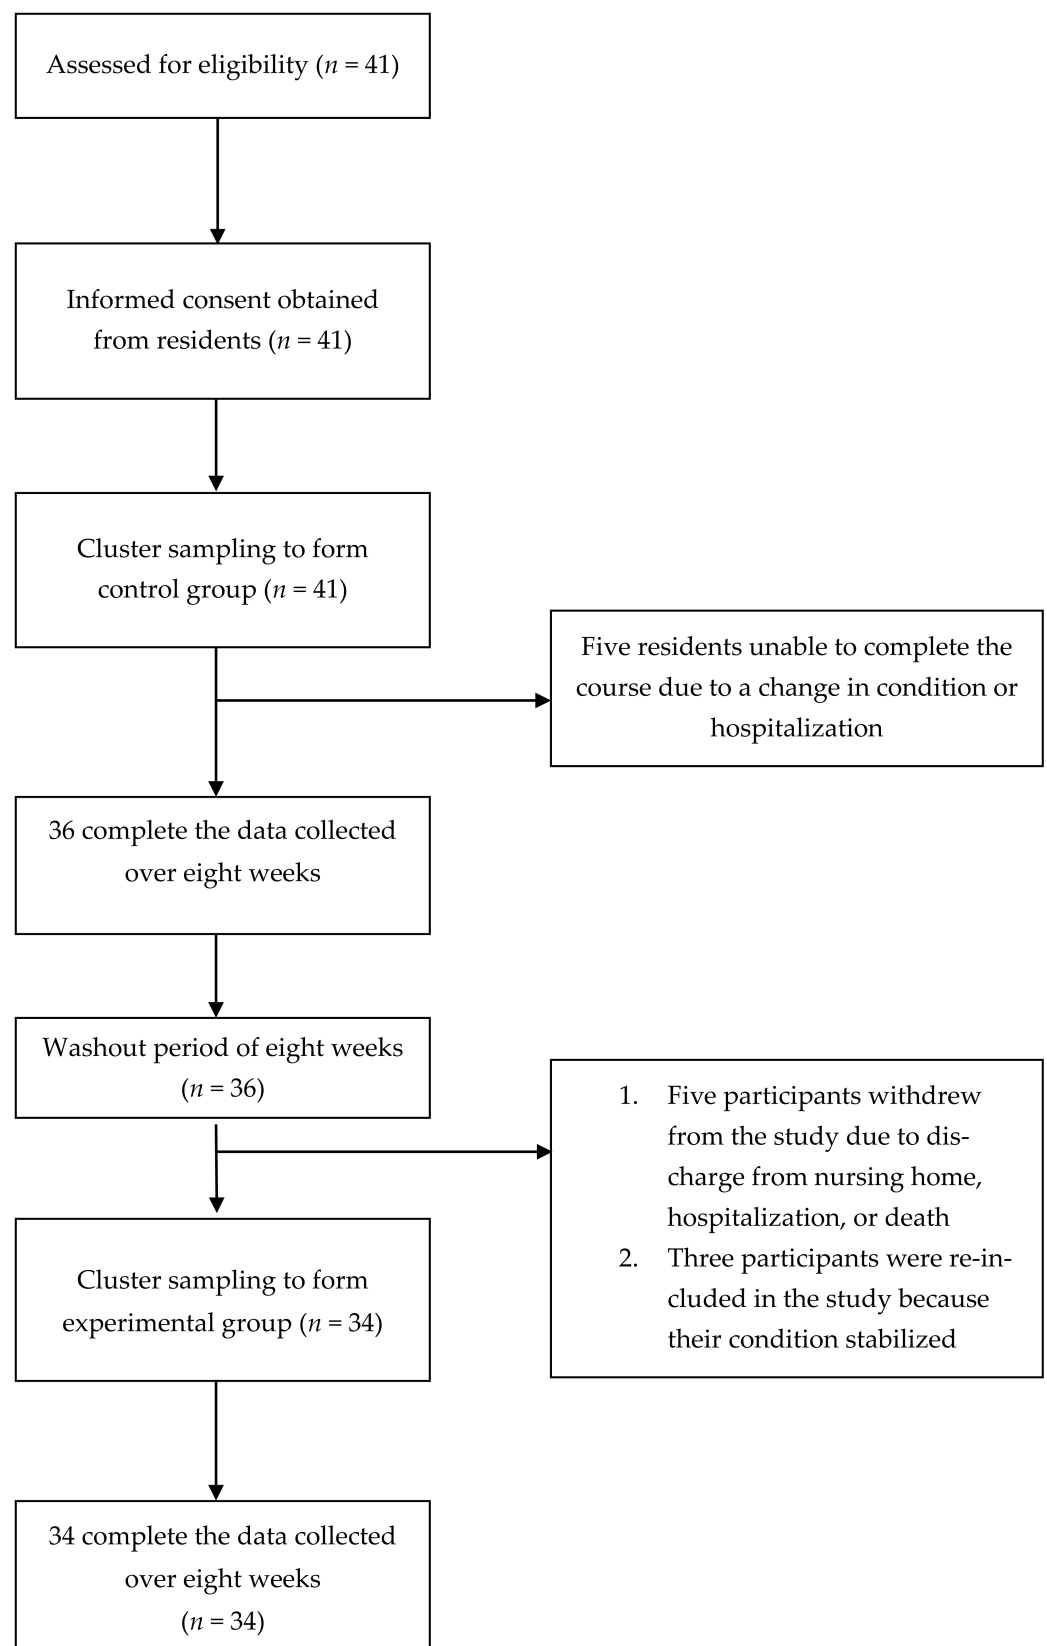 Assessed for eligibility (n = 41)
Informed consent obtained
from residents (n = 41)
Cluster sampling to form
control group (n = 41)
Five residents unable to complete the
course due to a change in condition or
hospitalization
36 complete the data collected
over eight weeks
Washout period of eight weeks
(n = 36)
1. Five participants withdrew
from the study due to dis-
charge from nursing home,
hospitalization, or death
2. Three participants were re-in-
cluded in the study because
their condition stabilized
Cluster sampling to form
experimental group (n = 34)
34 complete the data collected
over eight weeks
(n = 34)